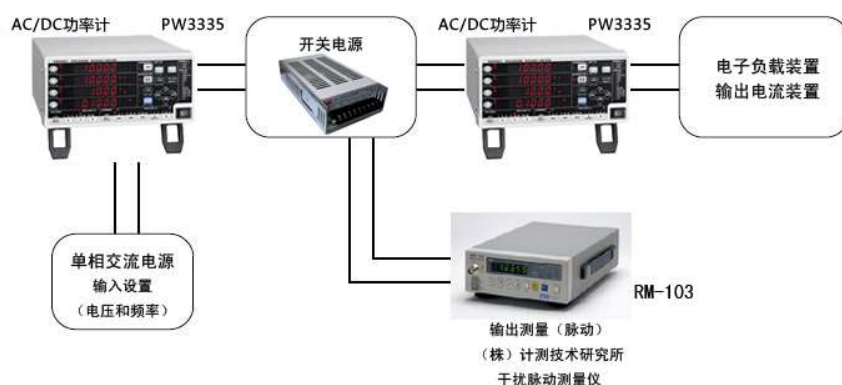 AC/DC功率计 PW3335
开关电源
AC/DC功率计 PW3335
电子负载装置
输出电流装置
单相交流电源
输入设置
（电压和频率）
RM-103
输出测量（脉动）
（株）计测技术研究所
干扰脉动测量仪